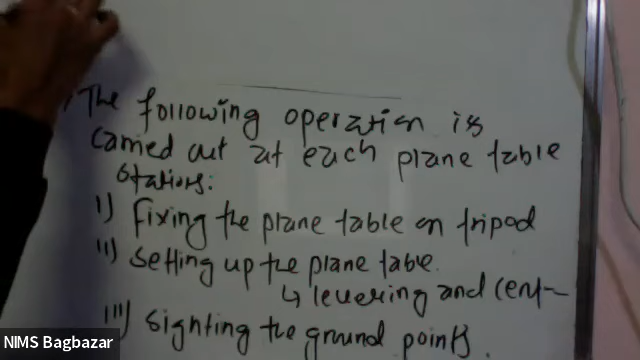 The following operation is
carried out at each plane table
stations:
i) Fixing the plane table on tripod
ii) Setting up the plane table.
↳ levering and cent-
iii) Sighting the ground points.
NIMS Bagbazar